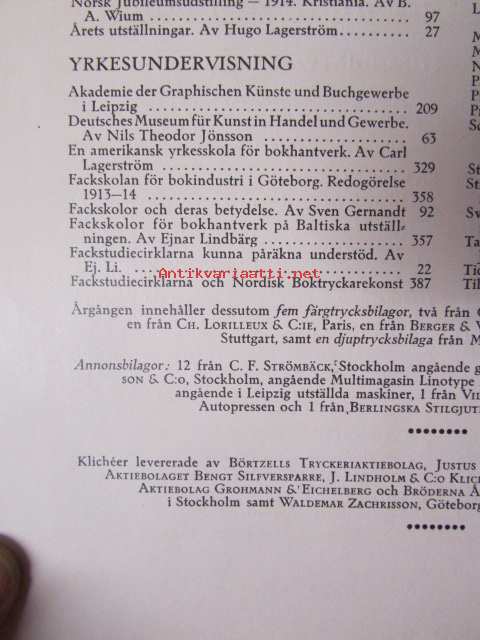 Norsk Jubileumsudstilling — 1914. Kristiania. Av B.
A. Wium 97
Årets utställningar. Av Hugo Lagerström 27
YRKESUNDERVISNING
Akademie der Graphischen Künste und Buchgewerbe
i Leipzig 209
Deutsches Museum für Kunst in Handel und Gewerbe.
Av Nils Theodor Jönsson 63
En amerikansk yrkesskola för bokhantverk. Av Carl
Lagerström 329
Fackskolan för bokindustri i Göteborg. Redogörelse
1913—14 358
Fackskolor och deras betydelse. Av Sven Gernandt 92
Fackskolor för bokhantverk på Baltiska utställ-
ningen. Av Ejnar Lindbärg 357
Fackstudiecirklarna kunna påräkna understöd. Av
Ej. Li. 22
Antikvariaatti.net
Fackstudiecirklarna och Nordisk Boktryckarekonst 387
Årgången innehåller dessutom fem färgtrycksbilagor, två från
en från CH. LORILLEUX & C:IE, Paris, en från BERGER &
Stuttgart, samt en djuptrycksbilaga från
Annonsbilagor: 12 från C. F. STRÖMBÄCK, Stockholm angående
SON & C:O, Stockholm, angående Multimagasin Linotype
angående i Leipzig utställda maskiner, 1 från
Autopressen och 1 från BERLINGSKA STILGJUT
Klichéer levererade av BÖRTZELLS TRYCKERIAKTIEBOLAG, JUSTUS
AKTIEBOLAGET BENGT SILFVERSPARRE, J. LINDHOLM & C:O KLIC
AKTIEBOLAG GROHMANN & EICHELBERG och BRÖDERNA
i Stockholm samt WALDEMAR ZACHRISSON, Göteborg